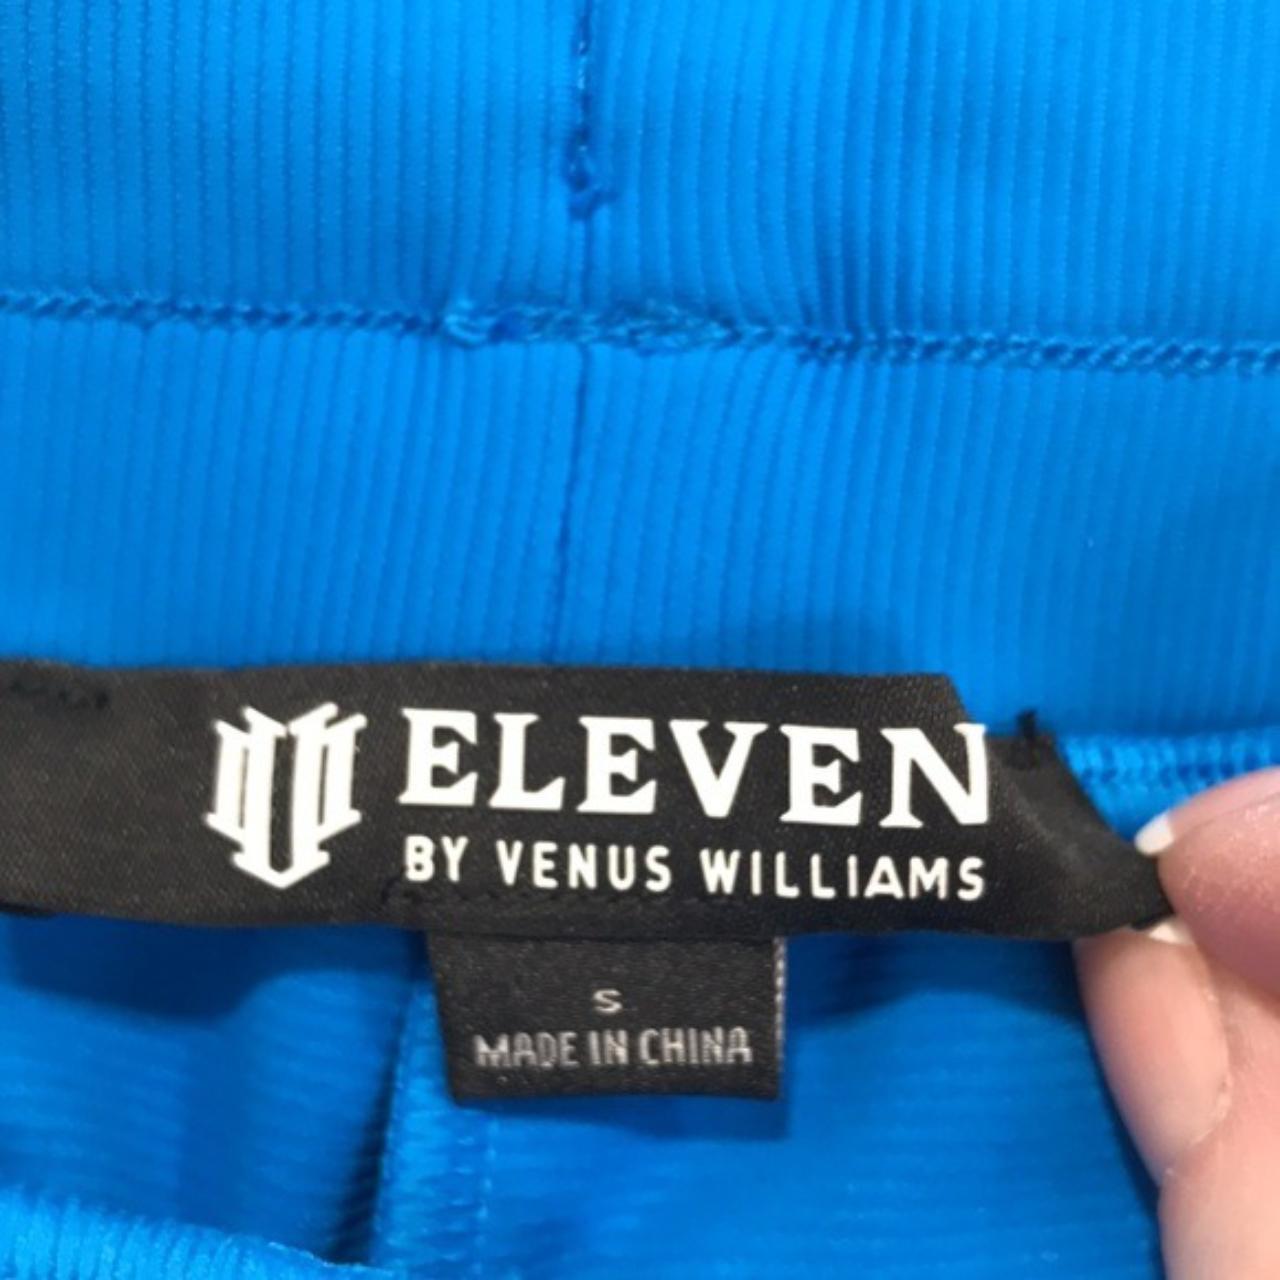 ELEVEN
BY VENUS WILLIAMS
S
MADE IN CHINA